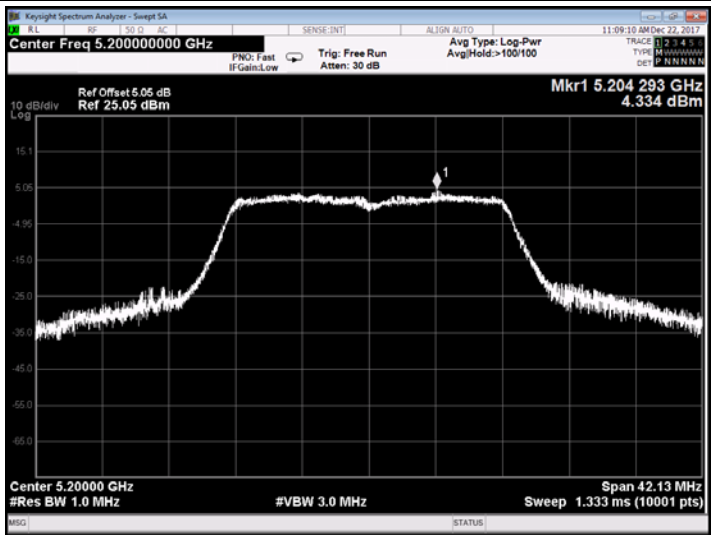 Keysight Spectrum Analyzer - Swept SA
RL RF 50 Ω AC SENSE:INT ALIGN AUTO 11:09:10 AM Dec 22, 2017
Center Freq 5.200000000 GHz
PNO: Fast
IFGain:Low
Trig: Free Run
Atten: 30 dB
Avg Type: Log-Pwr
Avg|Hold:>100/100
TRACE 1 2 3 4 5 6
TYPE M WWWWW
DET P N N N N N
Ref Offset 5.05 dB
Ref 25.05 dBm
10 dB/div
Log
Mkr1 5.204 293 GHz
4.334 dBm
15.1
5.05
-4.95
-15.0
-25.0
-35.0
-45.0
-55.0
-65.0
1
Center 5.20000 GHz
Span 42.13 MHz
#Res BW 1.0 MHz
#VBW 3.0 MHz
Sweep 1.333 ms (10001 pts)
MSG
STATUS